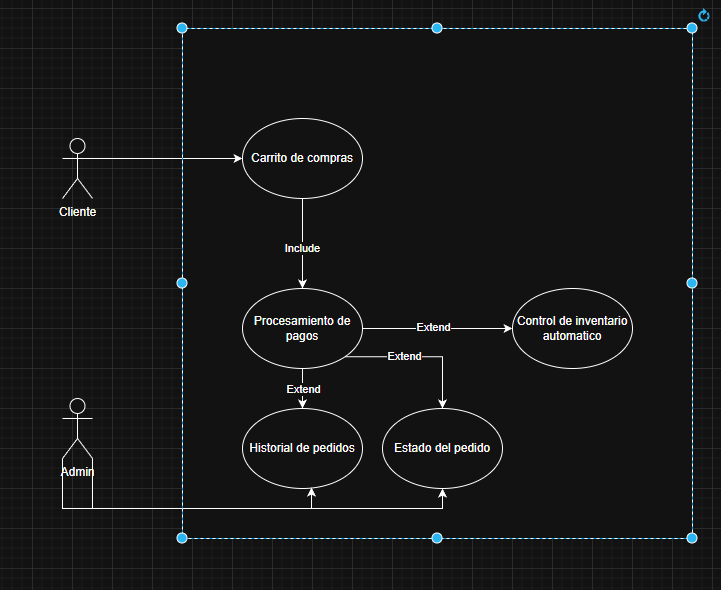 Carrito de compras
Cliente
Include
Procesamiento de
pagos
Extend
Control de inventario
automatico
Extend
Extend
Historial de pedidos
Estado del pedido
Admin